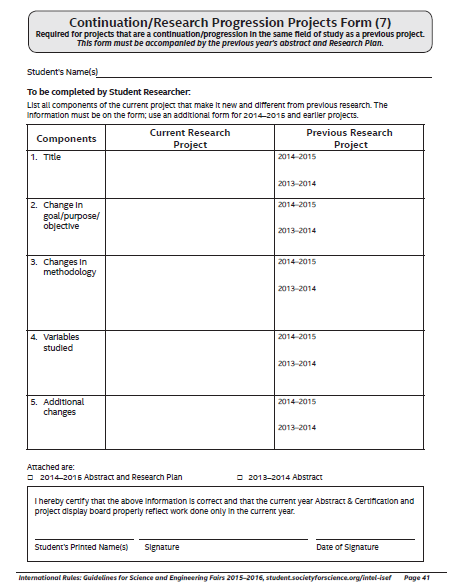 Continuation/Research Progression Projects Form (7)
Required for projects that are a continuation/progression in the same field of study as a previous project.
This form must be accompanied by the previous year's abstract and Research Plan.
Student's Name(s)
To be completed by Student Researcher:
List all components of the current project that make it new and different from previous research. The
information must be on the form; use an additional form for 2014–2015 and earlier projects.
Components
Current Research
Project
Previous Research
Project
1. Title
2014–2015
2013–2014
2. Change in
goal/purpose/
objective
2014–2015
2013–2014
3. Changes in
methodology
2014–2015
2013–2014
4. Variables
studied
2014–2015
2013–2014
5. Additional
changes
2014–2015
2013–2014
Attached are:
□ 2014–2015 Abstract and Research Plan □ 2013–2014 Abstract
I hereby certify that the above information is correct and that the current year Abstract & Certification and
project display board properly reflect work done only in the current year.
Student's Printed Name(s) Signature Date of Signature
International Rules: Guidelines for Science and Engineering Fairs 2015–2016, student.societyforscience.org/intel-isef Page 41